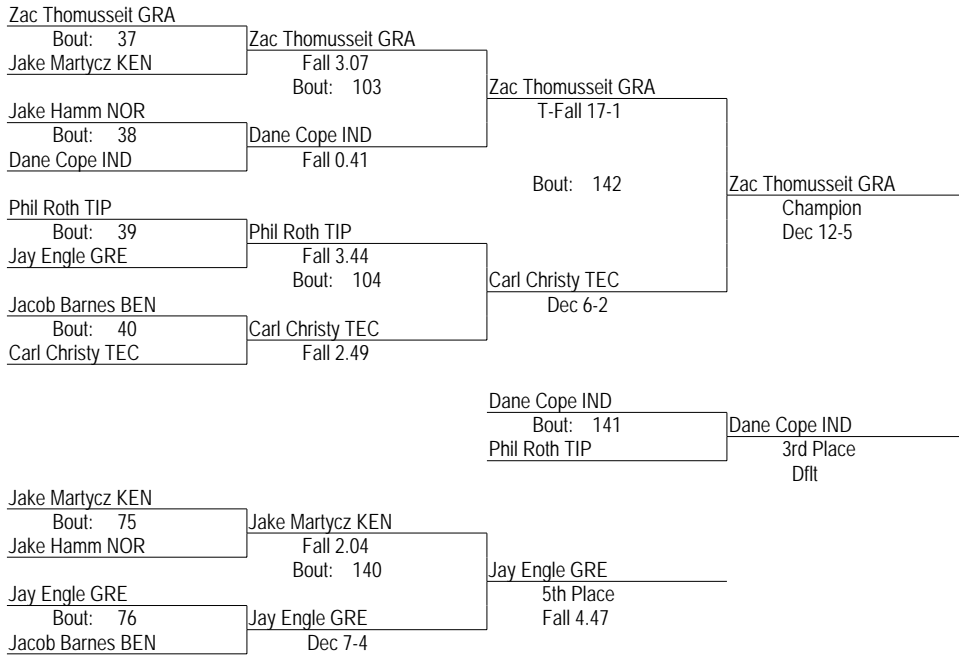 Zac Thomusseit GRA
Bout: 37
Zac Thomusseit GRA
Jake Martycz KEN
Fall 3.07
Bout: 103
Zac Thomusseit GRA
Jake Hamm NOR
T-Fall 17-1
Bout: 38
Dane Cope IND
Dane Cope IND
Fall 0.41
Bout: 142
Zac Thomusseit GRA
Phil Roth TIP
Champion
Bout: 39
Phil Roth TIP
Dec 12-5
Jay Engle GRE
Fall 3.44
Bout: 104
Carl Christy TEC
Jacob Barnes BEN
Dec 6-2
Bout: 40
Carl Christy TEC
Carl Christy TEC
Fall 2.49
Dane Cope IND
Bout: 141
Dane Cope IND
Phil Roth TIP
3rd Place
Dflt
Jake Martycz KEN
Bout: 75
Jake Martycz KEN
Jake Hamm NOR
Fall 2.04
Bout: 140
Jay Engle GRE
Jay Engle GRE
5th Place
Bout: 76
Jay Engle GRE
Fall 4.47
Jacob Barnes BEN
Dec 7-4